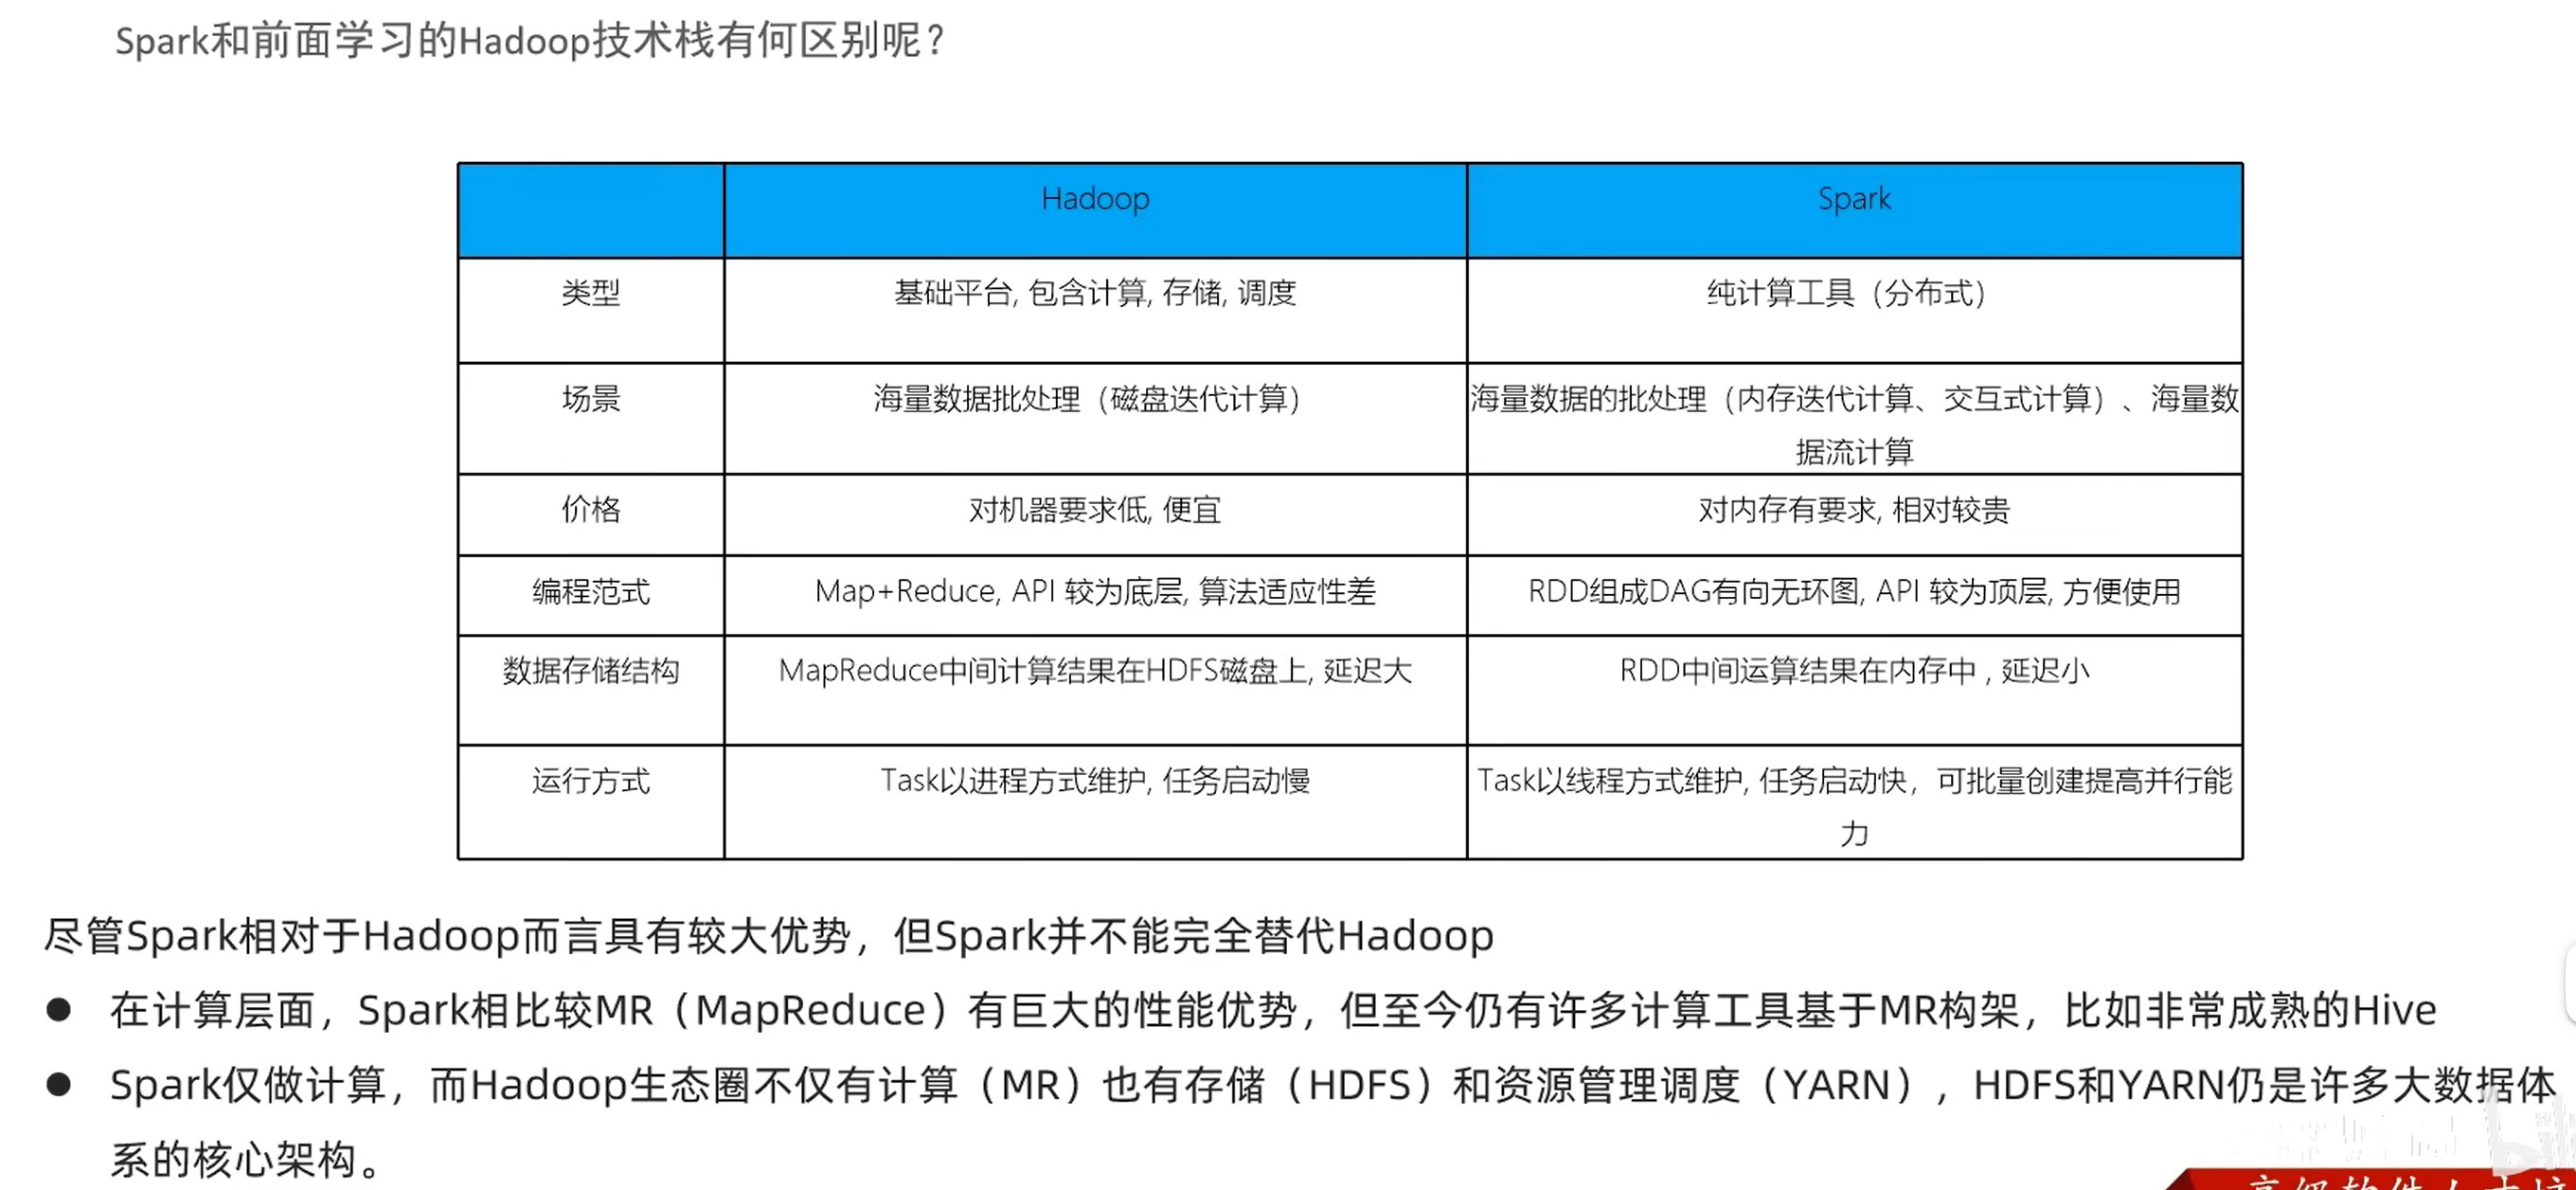 Spark和前面学习的Hadoop技术栈有何区别呢？
Hadoop Spark
类型 基础平台, 包含计算, 存储, 调度 纯计算工具（分布式）
场景 海量数据批处理（磁盘迭代计算） 海量数据的批处理（内存迭代计算、交互式计算）、海量数
据流计算
价格 对机器要求低, 便宜 对内存有要求, 相对较贵
编程范式 Map+Reduce, API 较为底层, 算法适应性差 RDD组成DAG有向无环图, API 较为顶层, 方便使用
数据存储结构 MapReduce中间计算结果在HDFS磁盘上, 延迟大 RDD中间运算结果在内存中 , 延迟小
运行方式 Task以进程方式维护, 任务启动慢 Task以线程方式维护, 任务启动快，可批量创建提高并行能
力
尽管Spark相对于Hadoop而言具有较大优势，但Spark并不能完全替代Hadoop
● 在计算层面，Spark相比较MR（MapReduce）有巨大的性能优势，但至今仍有许多计算工具基于MR构架，比如非常成熟的Hive
● Spark仅做计算，而Hadoop生态圈不仅有计算（MR）也有存储（HDFS）和资源管理调度（YARN），HDFS和YARN仍是许多大数据体
系的核心架构。